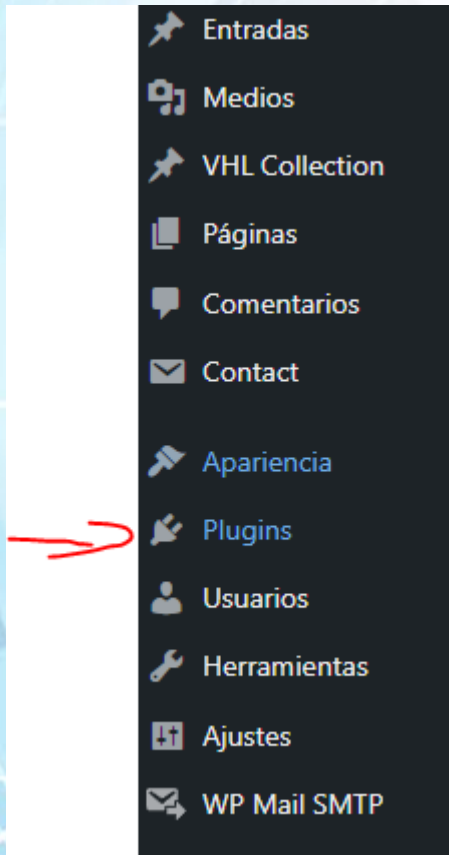 Entradas
Medios
VHL Collection
Páginas
Comentarios
Contact
Apariencia
Plugins
Usuarios
Herramientas
Ajustes
WP Mail SMTP